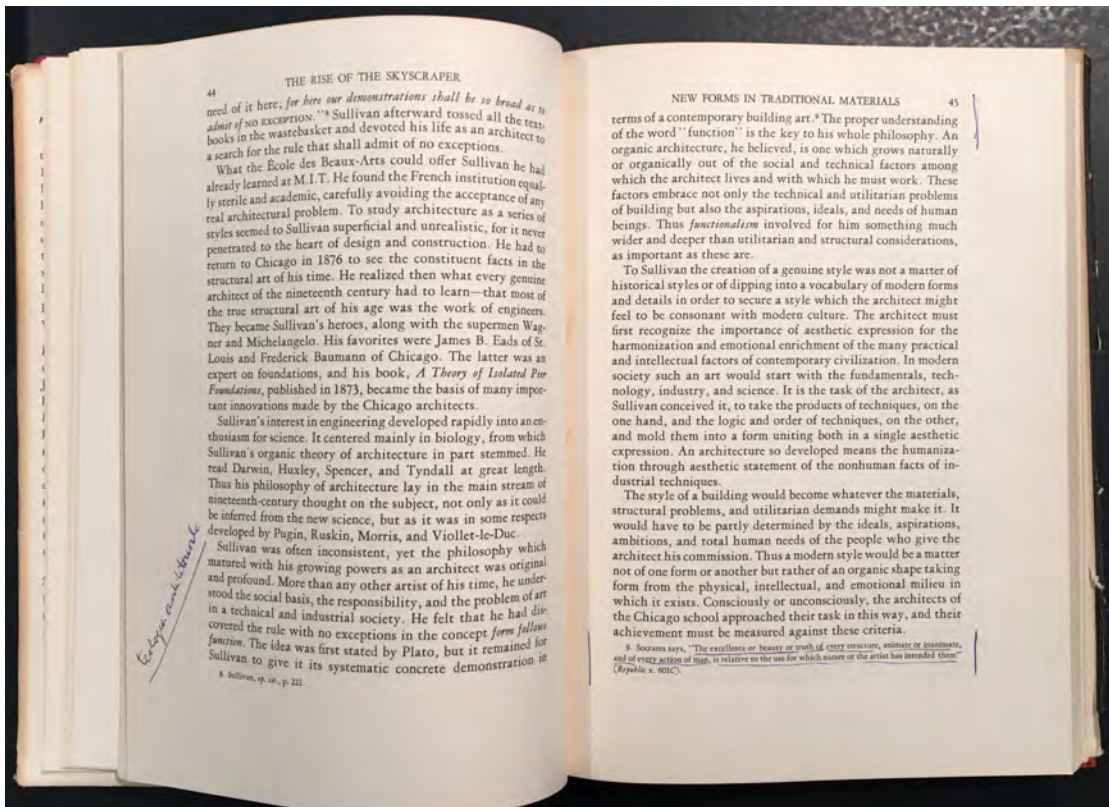 44
THE RISE OF THE SKYSCRAPER
need of it here; for here our demonstrations shall be so broad as to
admit of NO EXCEPTION."⁸ Sullivan afterward tossed all the text-
books in the wastebasket and devoted his life as an architect to
a search for the rule that shall admit of no exceptions.
What the École des Beaux-Arts could offer Sullivan he had
already learned at M.I.T. He found the French institution equal-
ly sterile and academic, carefully avoiding the acceptance of any
real architectural problem. To study architecture as a series of
styles seemed to Sullivan superficial and unrealistic, for it never
penetrated to the heart of design and construction. He had to
return to Chicago in 1876 to see the constituent facts in the
structural art of his time. He realized then what every genuine
architect of the nineteenth century had to learn—that most of
the true structural art of his age was the work of engineers.
They became Sullivan's heroes, along with the supermen Wag-
ner and Michelangelo. His favorites were James B. Eads of St.
Louis and Frederick Baumann of Chicago. The latter was an
expert on foundations, and his book, A Theory of Isolated Pier
Foundations, published in 1873, became the basis of many impor-
tant innovations made by the Chicago architects.
Sullivan's interest in engineering developed rapidly into an en-
thusiasm for science. It centered mainly in biology, from which
Sullivan's organic theory of architecture in part stemmed. He
read Darwin, Huxley, Spencer, and Tyndall at great length.
Thus his philosophy of architecture lay in the main stream of
nineteenth-century thought on the subject, not only as it could
be inferred from the new science, but as it was in some respects
developed by Pugin, Ruskin, Morris, and Viollet-le-Duc.
Sullivan was often inconsistent, yet the philosophy which
matured with his growing powers as an architect was original
and profound. More than any other artist of his time, he under-
stood the social basis, the responsibility, and the problem of art
in a technical and industrial society. He felt that he had dis-
covered the rule with no exceptions in the concept form follows
function. The idea was first stated by Plato, but it remained for
Sullivan to give it its systematic concrete demonstration in
8. Sullivan, op. cit., p. 221.
NEW FORMS IN TRADITIONAL MATERIALS
45
terms of a contemporary building art.⁹ The proper understanding
of the word "function" is the key to his whole philosophy. An
organic architecture, he believed, is one which grows naturally
or organically out of the social and technical factors among
which the architect lives and with which he must work. These
factors embrace not only the technical and utilitarian problems
of building but also the aspirations, ideals, and needs of human
beings. Thus functionalism involved for him something much
wider and deeper than utilitarian and structural considerations,
as important as these are.
To Sullivan the creation of a genuine style was not a matter of
historical styles or of dipping into a vocabulary of modern forms
and details in order to secure a style which the architect might
feel to be consonant with modern culture. The architect must
first recognize the importance of aesthetic expression for the
harmonization and emotional enrichment of the many practical
and intellectual factors of contemporary civilization. In modern
society such an art would start with the fundamentals, tech-
nology, industry, and science. It is the task of the architect, as
Sullivan conceived it, to take the products of techniques, on the
one hand, and the logic and order of techniques, on the other,
and mold them into a form uniting both in a single aesthetic
expression. An architecture so developed means the humaniza-
tion through aesthetic statement of the nonhuman facts of in-
dustrial techniques.
The style of a building would become whatever the materials,
structural problems, and utilitarian demands might make it. It
would have to be partly determined by the ideals, aspirations,
ambitions, and total human needs of the people who give the
architect his commission. Thus a modern style would be a matter
not of one form or another but rather of an organic shape taking
form from the physical, intellectual, and emotional milieu in
which it exists. Consciously or unconsciously, the architects of
the Chicago school approached their task in this way, and their
achievement must be measured against these criteria.
9. Socrates says, "The excellence or beauty or truth of every structure, animate or inanimate,
and of every action of man, is relative to the use for which nature or the artist has intended them"
(Republic x. 601C).